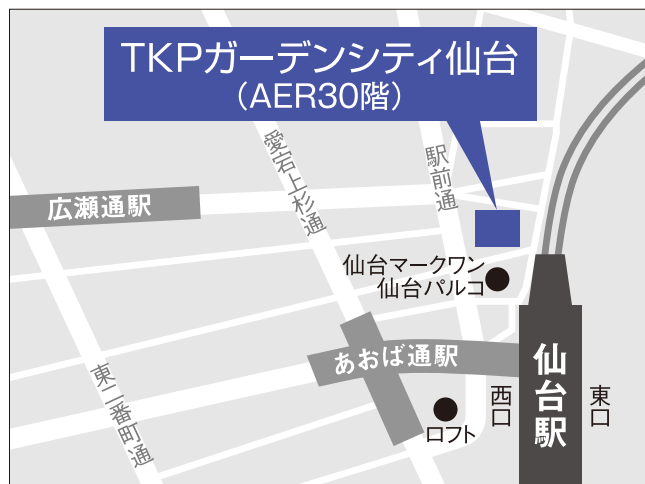 TKPガーデンシティ仙台
（AER30階）
愛宕上杉通
駅前通
広瀬通駅
仙台マークワン
仙台パルコ
あおば通駅
仙台駅
西口
東口
東二番町通
ロフト